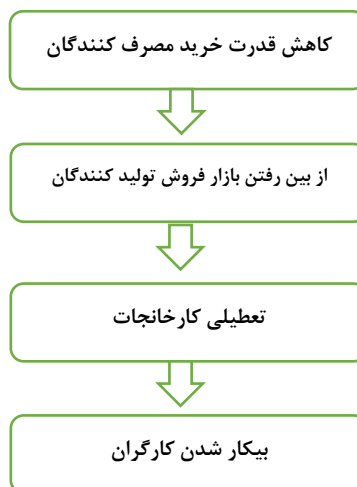 کاهش قدرت خرید مصرف کنندگان
از بین رفتن بازار فروش تولید کنندگان
تعطیلی کارخانجات
بیکار شدن کارگران